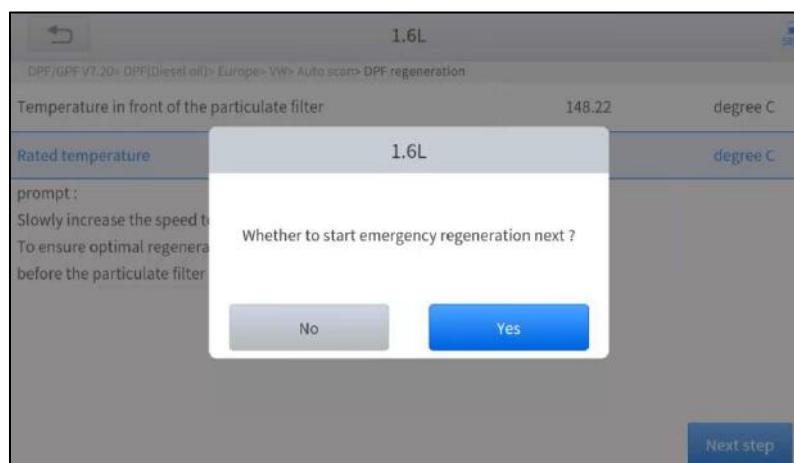 1.6L
DPF/GPF V7.20> DPF(Diesel oil)> Europe> VW> Auto scan> DPF regeneration
Temperature in front of the particulate filter 148.22 degree C
Rated temperature degree C
prompt :
Slowly increase the speed
To ensure optimal
before the particulate filter
1.6L
Whether to start emergency regeneration next ?
No
Yes
Next step